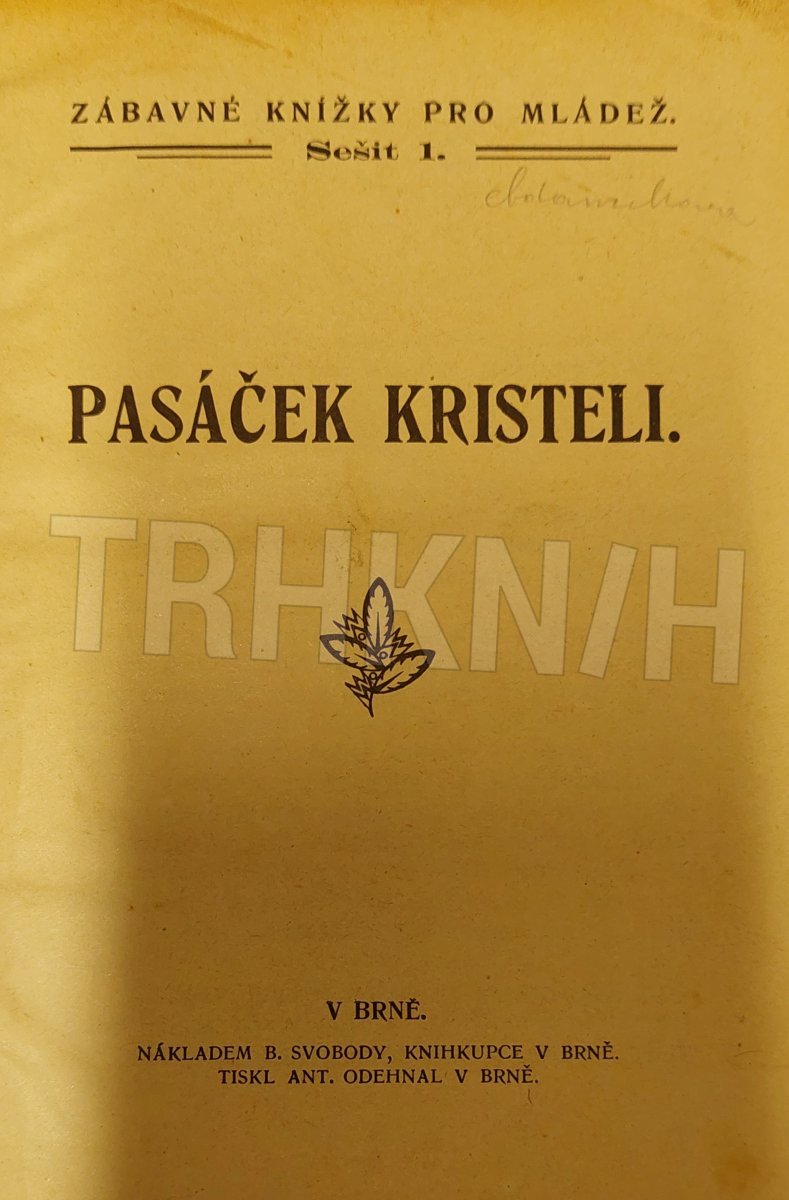 ZÁBAVNÉ KNÍŽKY PRO MLÁDEŽ.
Sešit 1.
PASÁČEK KRISTELI.
TRHKNIH
V BRNĚ.
NÁKLADEM B. SVOBODY, KNIHKUPCE V BRNĚ.
TISKL ANT. ODEHNAL V BRNĚ.